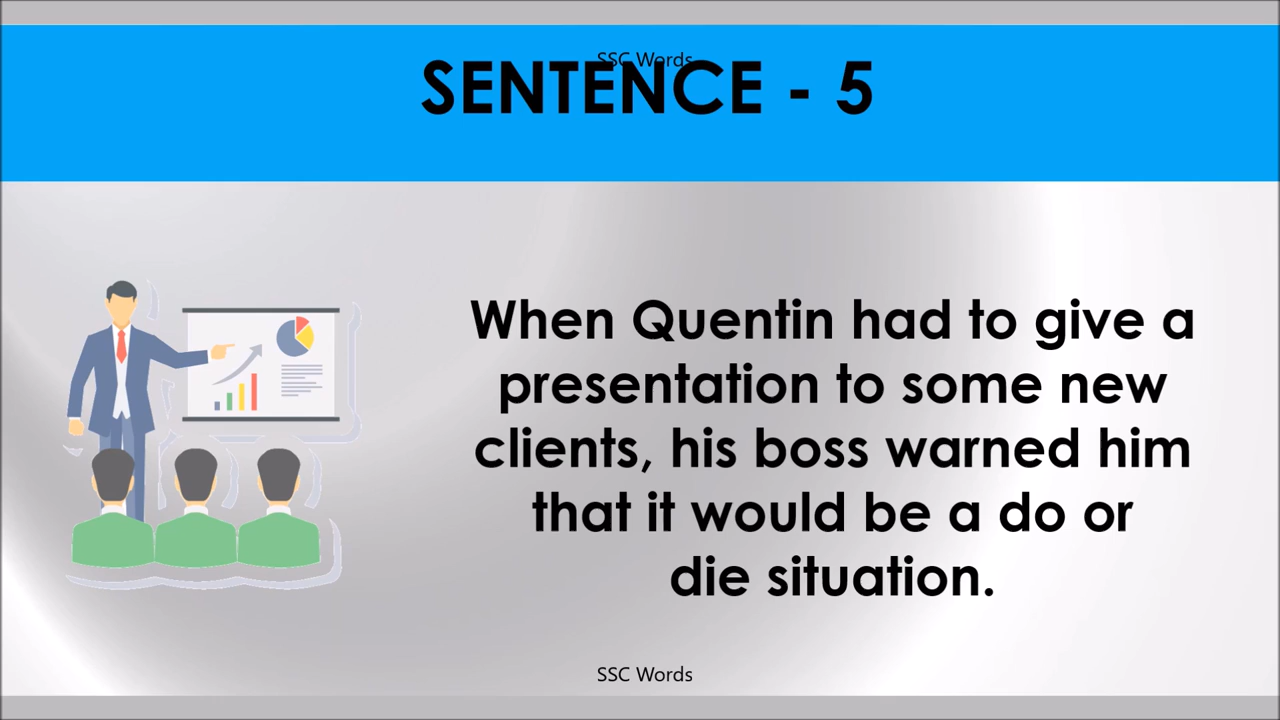 SSC Words
SENTENCE - 5
When Quentin had to give a
presentation to some new
clients, his boss warned him
that it would be a do or
die situation.
SSC Words